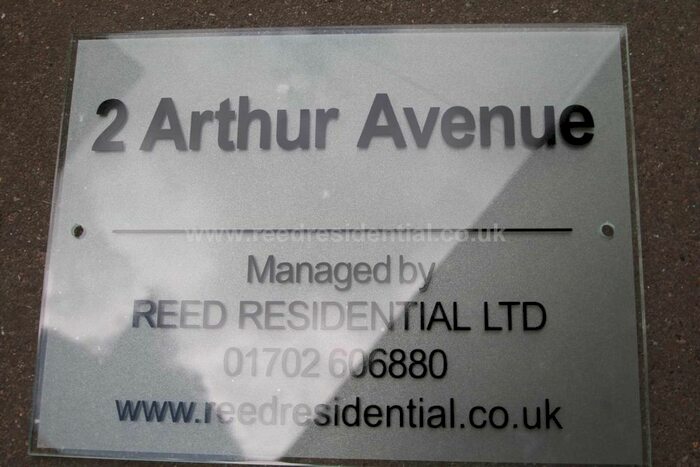 2 Arthur Avenue
www.reedresidential.co.uk
Managed by
REED RESIDENTIAL LTD
01702 606880
www.reedresidential.co.uk